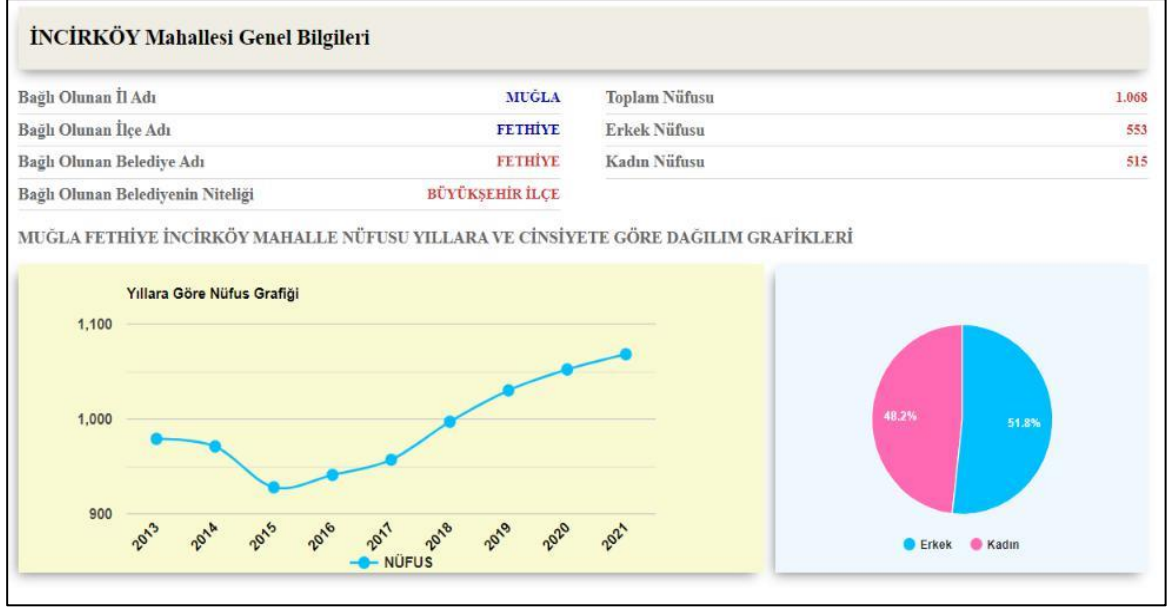 İNCİRKÖY Mahallesi Genel Bilgileri
Bağlı Olunan İl Adı MUĞLA
Bağlı Olunan İlçe Adı FETHİYE
Bağlı Olunan Belediye Adı FETHİYE
Bağlı Olunan Belediyenin Niteliği BÜYÜKŞEHİR İLÇE
Toplam Nüfusu 1.068
Erkek Nüfusu 553
Kadın Nüfusu 515
MUĞLA FETHİYE İNCİRKÖY MAHALLE NÜFUSU YILLARA VE CİNSİYETE GÖRE DAĞILIM GRAFİKLERİ
Yıllara Göre Nüfus Grafiği
1,100
1,000
900
2013 2014 2015 2016 2017 2018 2019 2020 2021
NÜFUS
48.2% 51.8%
Erkek Kadın